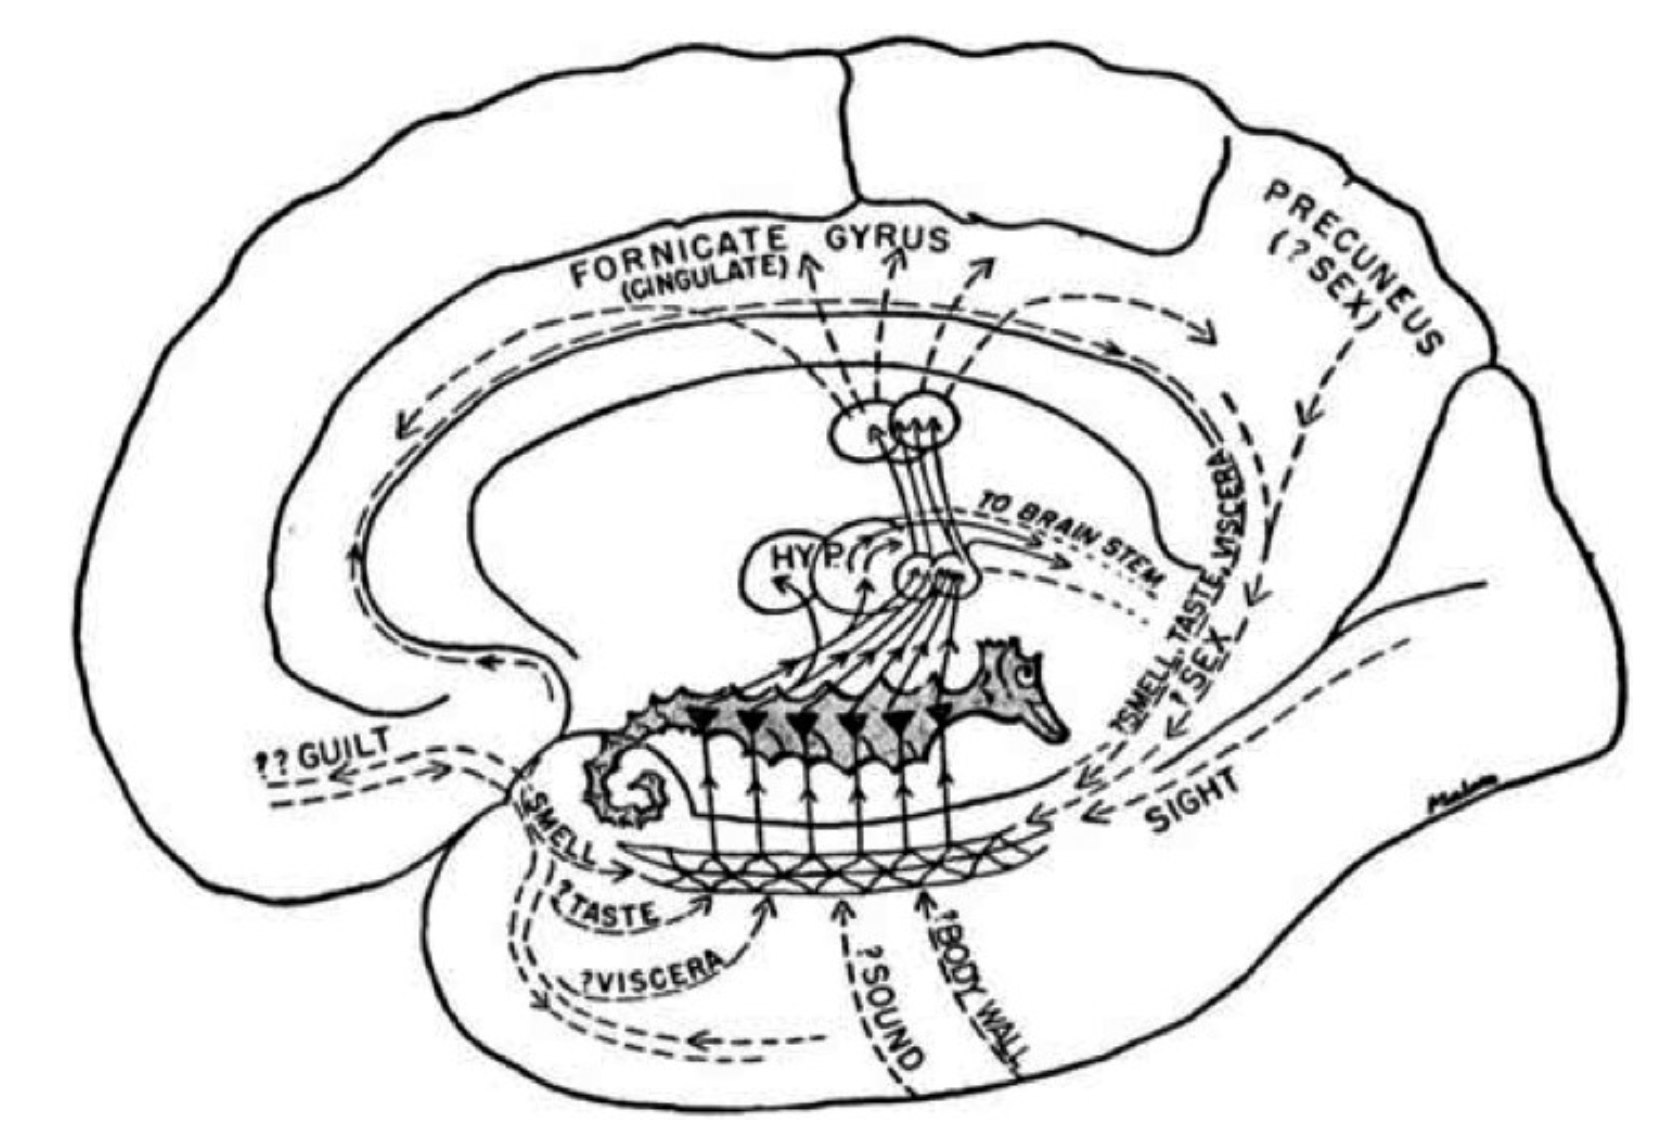 FORNICATE GYRUS
(CINGULATE)
PRECUNEUS
(? SEX)
TO BRAIN STEM
HYP.
?SMELL, TASTE, VISCERA
? SEX
?? GUILT
SIGHT
SMELL
?TASTE
?VISCERA
?SOUND
?BODY WALL